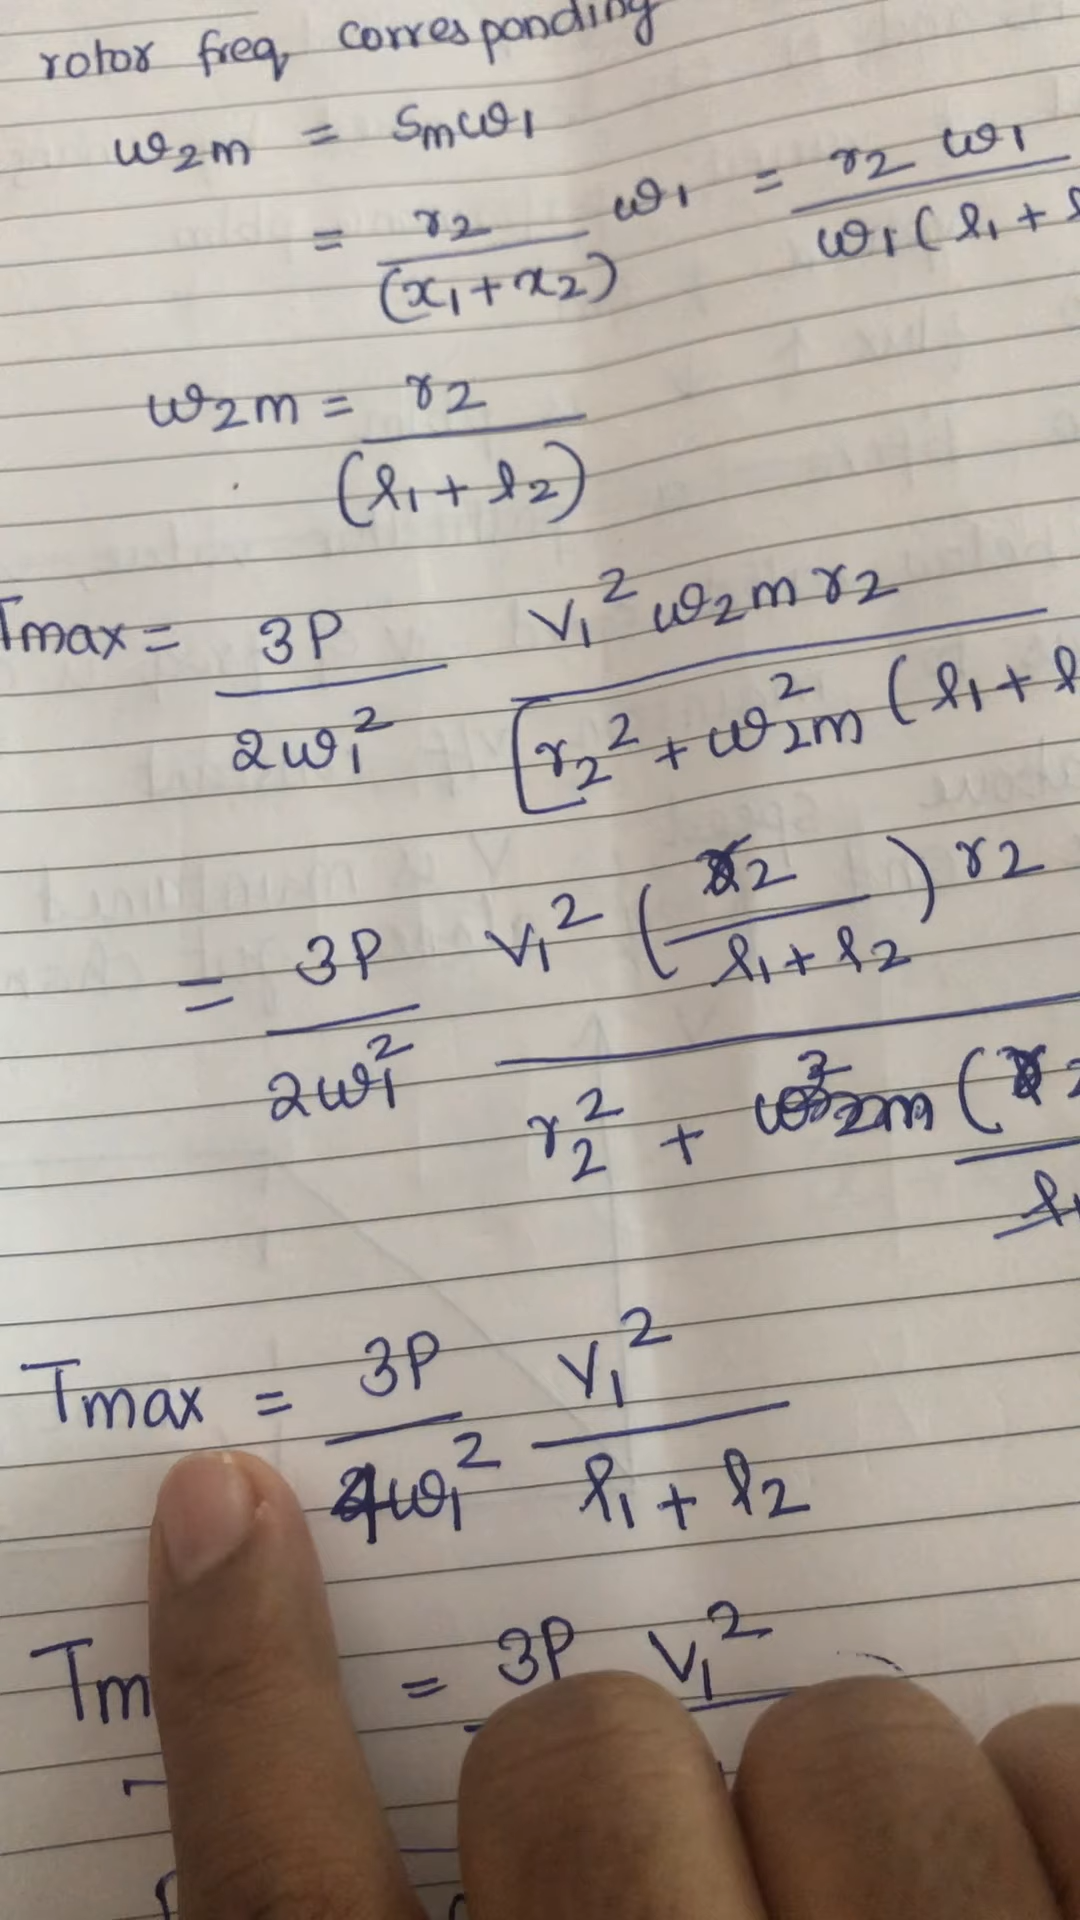 rotor freq corresponding
ω2m = Smω1
= r2/(x1+x2) ω1 = r2 ω1/ω1(l1+
ω2m = r2/(l1+l2)
Tmax = 3P/2ω1² V1² ω2m r2/[r2² + ω2m² (l1+l
= 3P/2ω1² V1² (r2/l1+l2) r2/r2² + ω2m² (r2/l1
Tmax = 3P/4ω1² V1²/l1+l2
Tm = 3P V1²